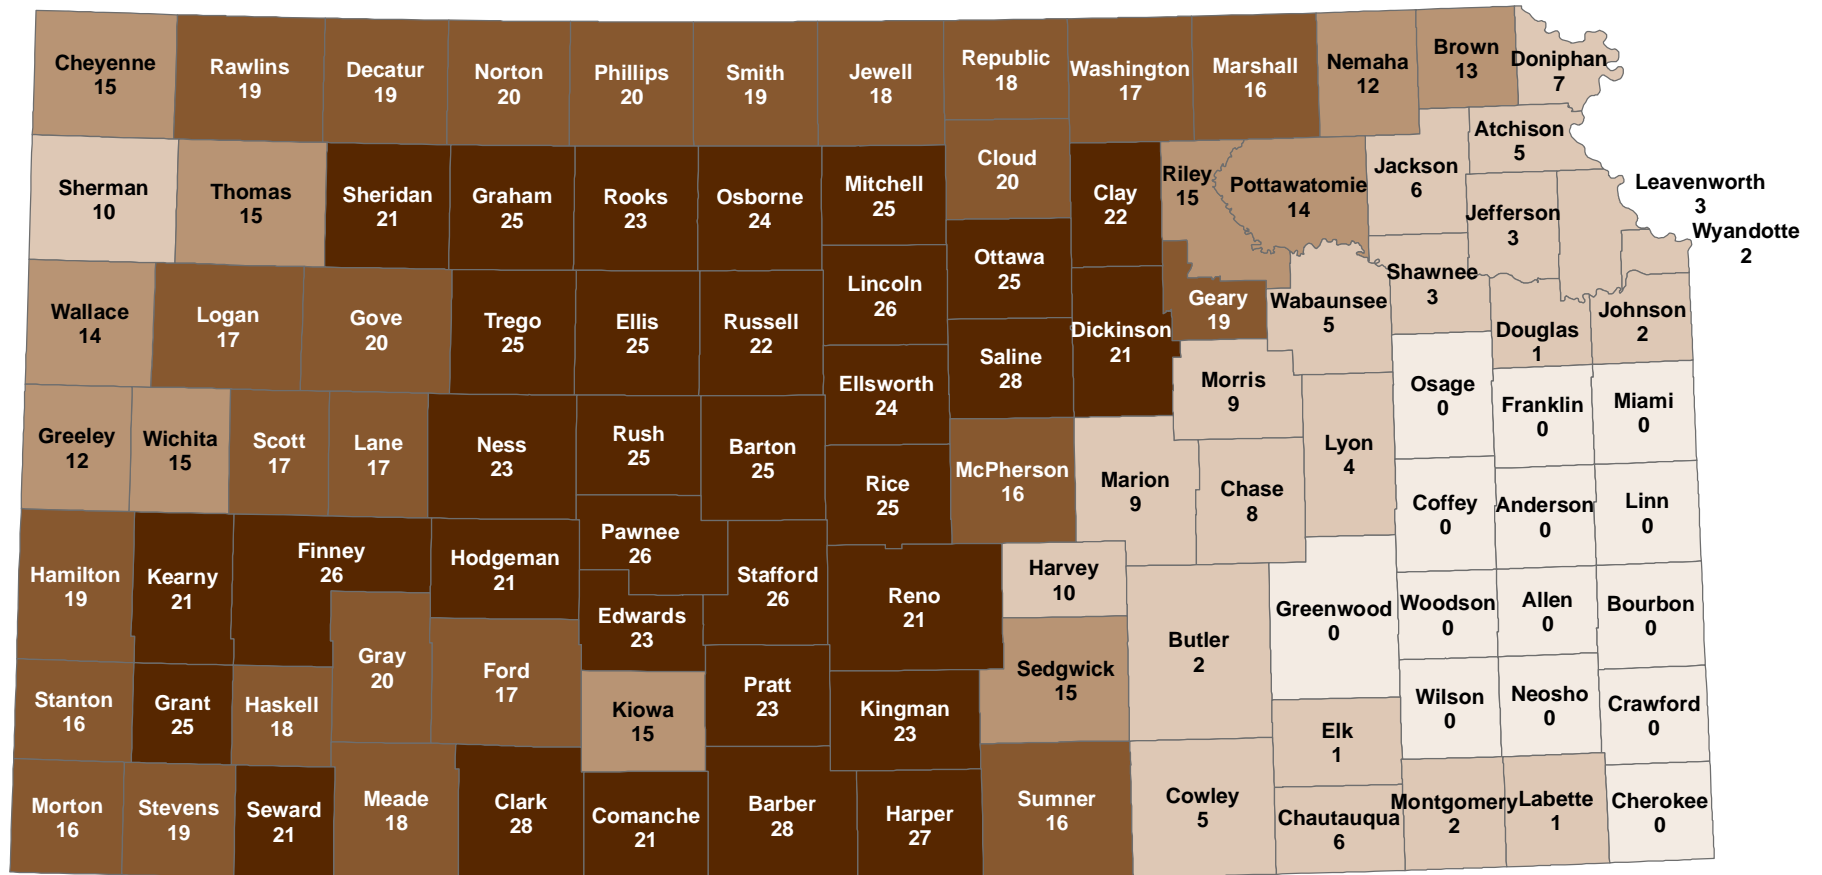 Cheyenne
15
Rawlins
19
Decatur
19
Norton
20
Phillips
20
Smith
19
Jewell
18
Republic
18
Washington
17
Marshall
16
Nemaha
12
Brown
13
Doniphan
7
Sherman
10
Thomas
15
Sheridan
21
Graham
25
Rooks
23
Osborne
24
Mitchell
25
Cloud
20
Clay
22
Riley
15
Pottawatomie
14
Jackson
6
Atchison
5
Jefferson
3
Leavenworth
3
Wyandotte
2
Wallace
14
Logan
17
Gove
20
Trego
25
Ellis
25
Russell
22
Lincoln
26
Ottawa
25
Saline
28
Dickinson
21
Geary
19
Wabaunsee
5
Shawnee
3
Douglas
1
Johnson
2
Greeley
12
Wichita
15
Scott
17
Lane
17
Ness
23
Rush
25
Barton
25
Ellsworth
24
Rice
25
McPherson
16
Marion
9
Morris
9
Chase
8
Lyon
4
Osage
0
Franklin
0
Miami
0
Coffey
0
Anderson
0
Linn
0
Hamilton
19
Kearny
21
Finney
26
Hodgeman
21
Pawnee
26
Edwards
23
Stafford
26
Reno
21
Harvey
10
Butler
2
Greenwood
0
Woodson
0
Allen
0
Bourbon
0
Stanton
16
Grant
25
Haskell
18
Gray
20
Ford
17
Kiowa
15
Pratt
23
Kingman
23
Sedgwick
15
Elk
1
Wilson
0
Neosho
0
Crawford
0
Morton
16
Stevens
19
Seward
21
Meade
18
Clark
28
Comanche
21
Barber
28
Harper
27
Sumner
16
Cowley
5
Chautauqua
6
Montgomery
2
Labette
1
Cherokee
0